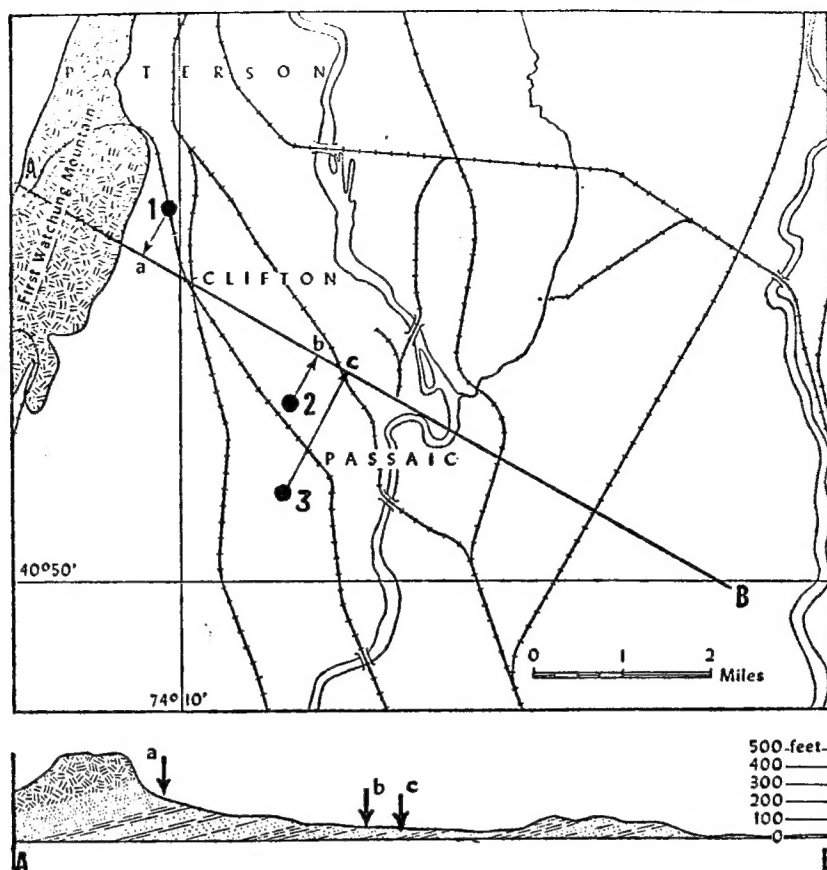 PATERSON
A
First Watchung Mountain
1
a
CLIFTON
b
c
2
PASSAIC
3
40°50'
B
0 1 2
Miles
74°10'
a
b
c
500 feet
400
300
200
100
0
A